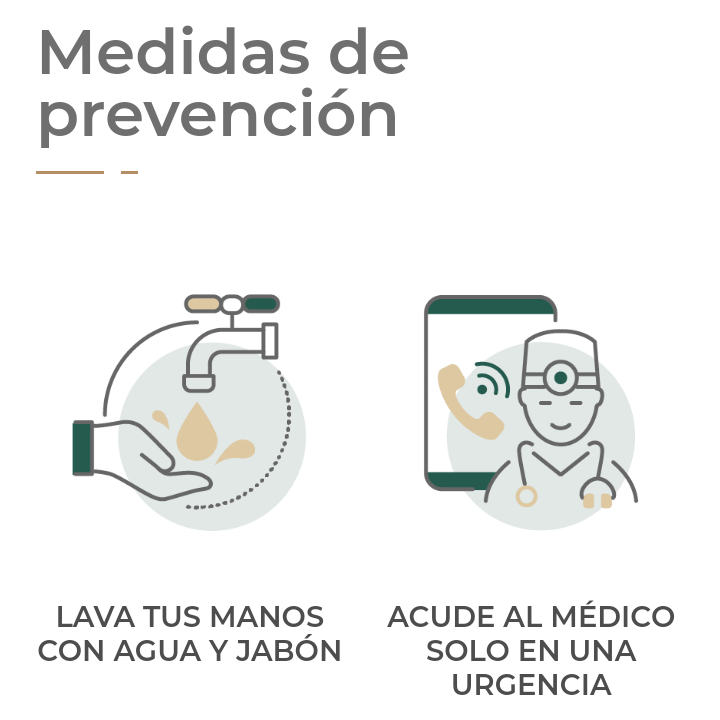 Medidas de
prevención
LAVA TUS MANOS
CON AGUA Y JABÓN
ACUDE AL MÉDICO
SOLO EN UNA
URGENCIA